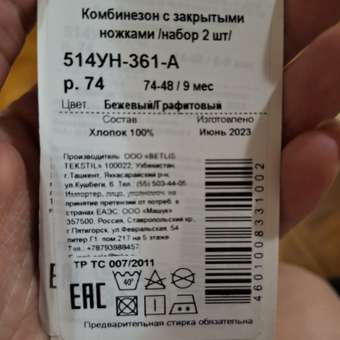 Комбинезон с закрытыми
ножками /набор 2 шт/
514УН-361-А
р. 74 74-48 / 9 мес
Цвет Бежевый/Графитовый
Состав Изготовлено
Хлопок 100% Июнь 2023
Производитель: ООО «BETLIS
TEKSTIL» 100022, Узбекистан,
г. Ташкент, Яккасарайский р-н,
ул.Кушбеги, 6. Тел.: (55) 503-44-05
Импортер, лицо, уполномоч. на
принятие претензий от потреб. в
странах ЕАЭС: ООО «Машук»
357500, Россия, Ставропольский кр.,
г Пятигорск, ул Февральская, 54
литер Г1 пом 217 на 5 этаже
Тел.: +78793988457
ТР ТС 007/2011
4601008331002
EAC
40°
Предварительная стирка обязательна